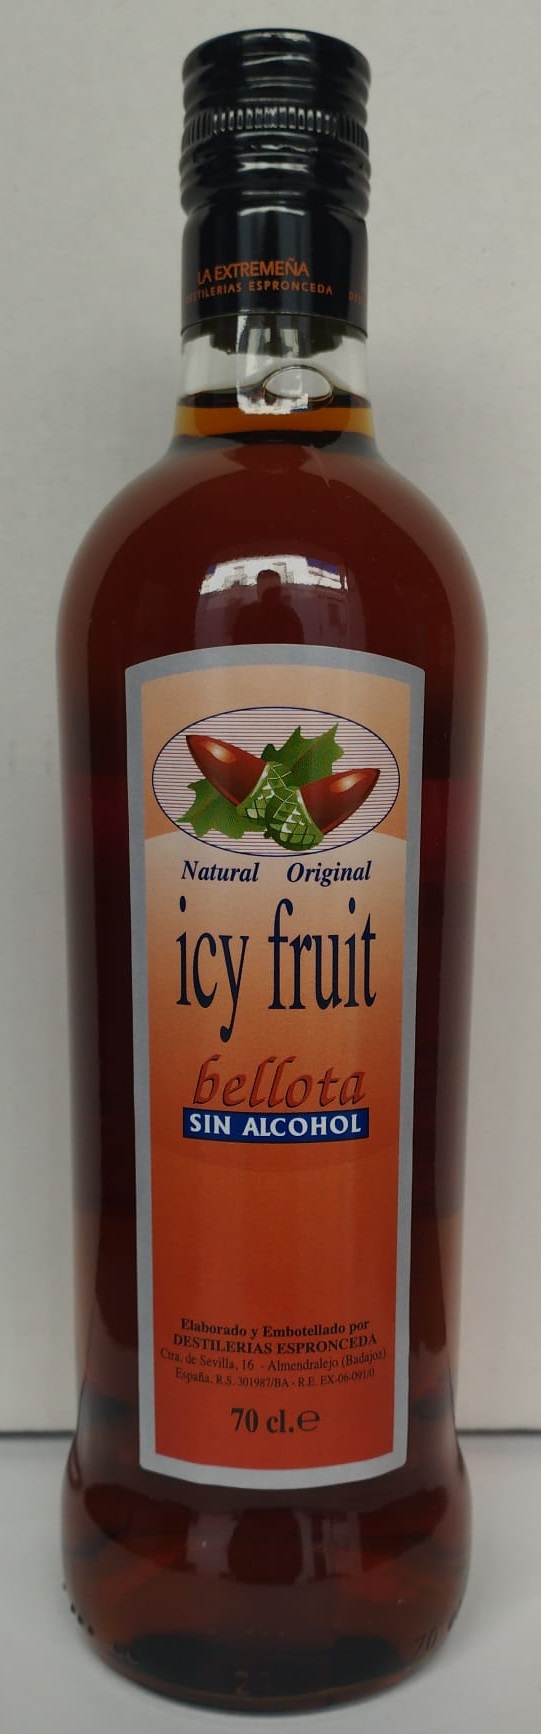 LA EXTREMEÑA
DESTILERIAS ESPRONCEDA
Natural Original
icy fruit
bellota
SIN ALCOHOL
Elaborado y Embotellado por
DESTILERIAS ESPRONCEDA
Ctra. de Sevilla, 16 - Almendralejo (Badajoz)
España. R.S. 301987/BA - R.E. EX-06-091/0
70 cl.℮